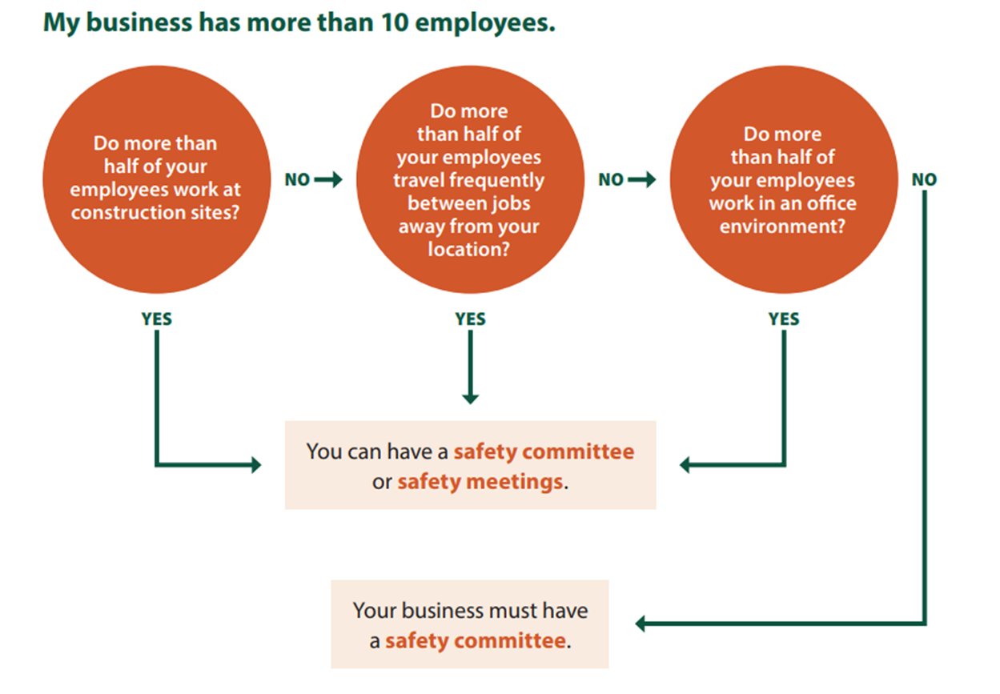 My business has more than 10 employees.
Do more than
half of your
employees work at
construction sites?
NO
Do more
than half of
your employees
travel frequently
between jobs
away from your
location?
NO
Do more
than half of
your employees
work in an office
environment?
NO
YES
YES
YES
You can have a safety committee
or safety meetings.
Your business must have
a safety committee.